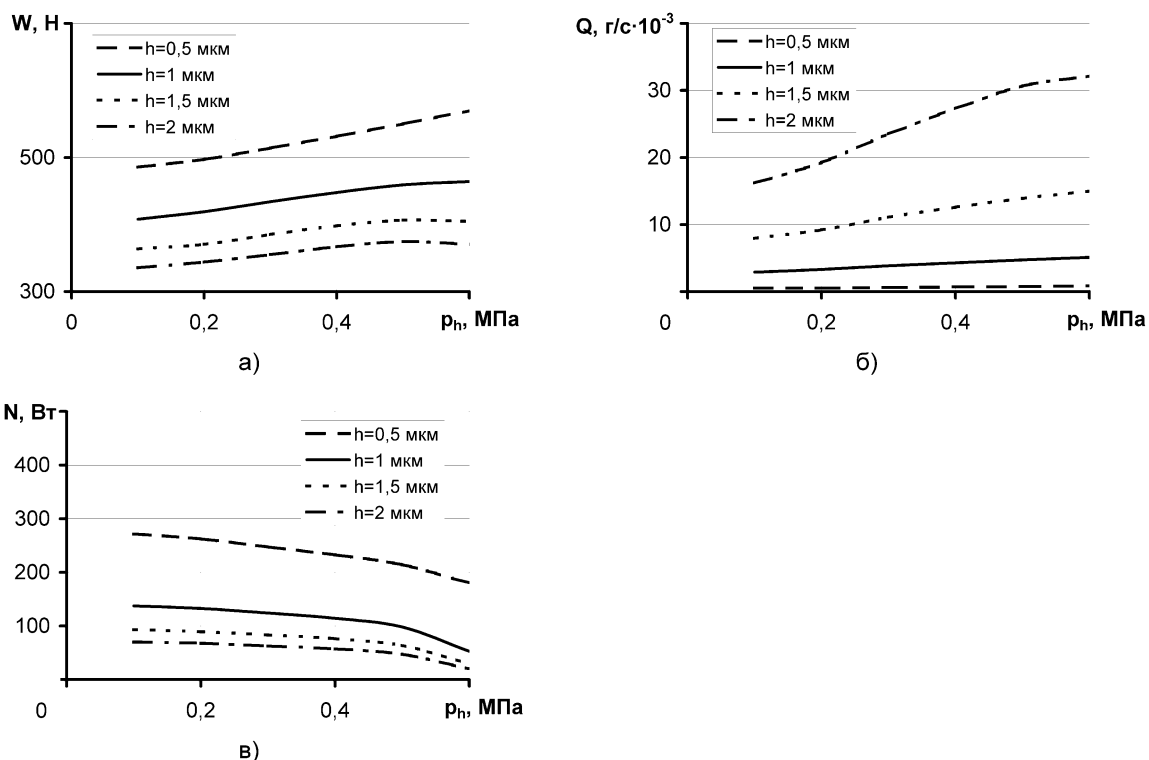 W, Н
h=0,5 мкм
h=1 мкм
h=1,5 мкм
h=2 мкм
500
300
0
0,2
0,4
pₕ, МПа
а)
Q, г/с·10⁻³
h=0,5 мкм
h=1 мкм
h=1,5 мкм
h=2 мкм
30
20
10
0
0,2
0,4
pₕ, МПа
б)
N, Вт
h=0,5 мкм
h=1 мкм
h=1,5 мкм
h=2 мкм
400
300
200
100
0
0,2
0,4
pₕ, МПа
в)